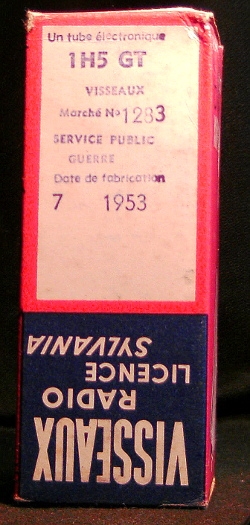 Un tube électronique
1H5 GT
VISSEAUX
Marché No 1283
SERVICE PUBLIC
GUERRE
Date de fabrication
7 1953
VISSEAUX
RADIO
LICENCE
SYLVANIA